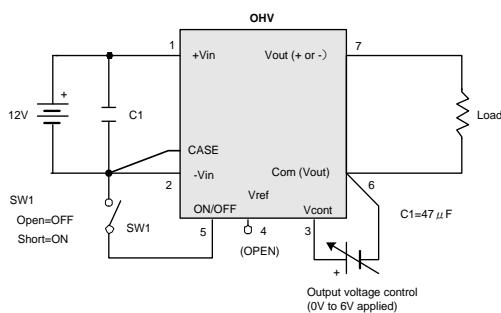 OHV
1
+Vin
Vout (+ or -)
7
12V
+
C1
Load
CASE
-Vin
2
Com (Vout)
6
SW1
Open=OFF
Short=ON
SW1
Vref
ON/OFF
Vcont
5
4
3
(OPEN)
C1=47μF
+
Output voltage control
(0V to 6V applied)